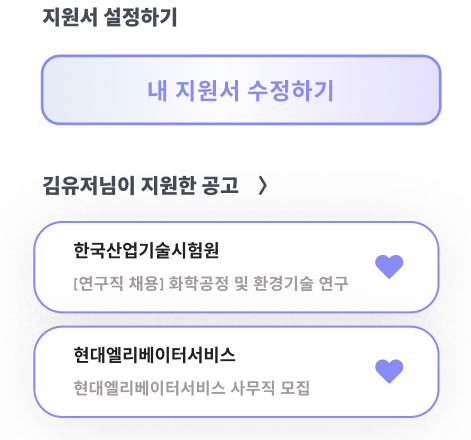 지원서 설정하기
내 지원서 수정하기
김유저님이 지원한 공고 〉
한국산업기술시험원
[연구직 채용] 화학공정 및 환경기술 연구
현대엘리베이터서비스
현대엘리베이터서비스 사무직 모집